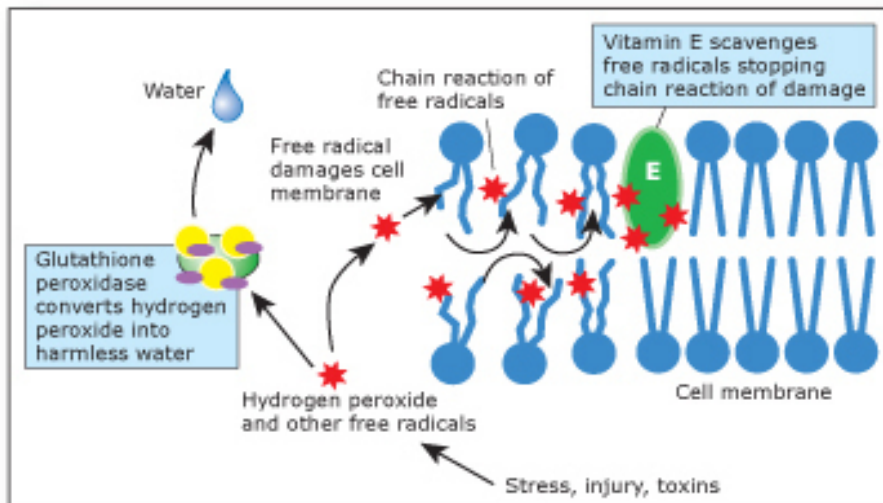 Vitamin E scavenges
free radicals stopping
chain reaction of damage
Chain reaction of
free radicals
Water
Free radical
damages cell
membrane
E
Glutathione
peroxidase
converts hydrogen
peroxide into
harmless water
Hydrogen peroxide
and other free radicals
Cell membrane
Stress, injury, toxins